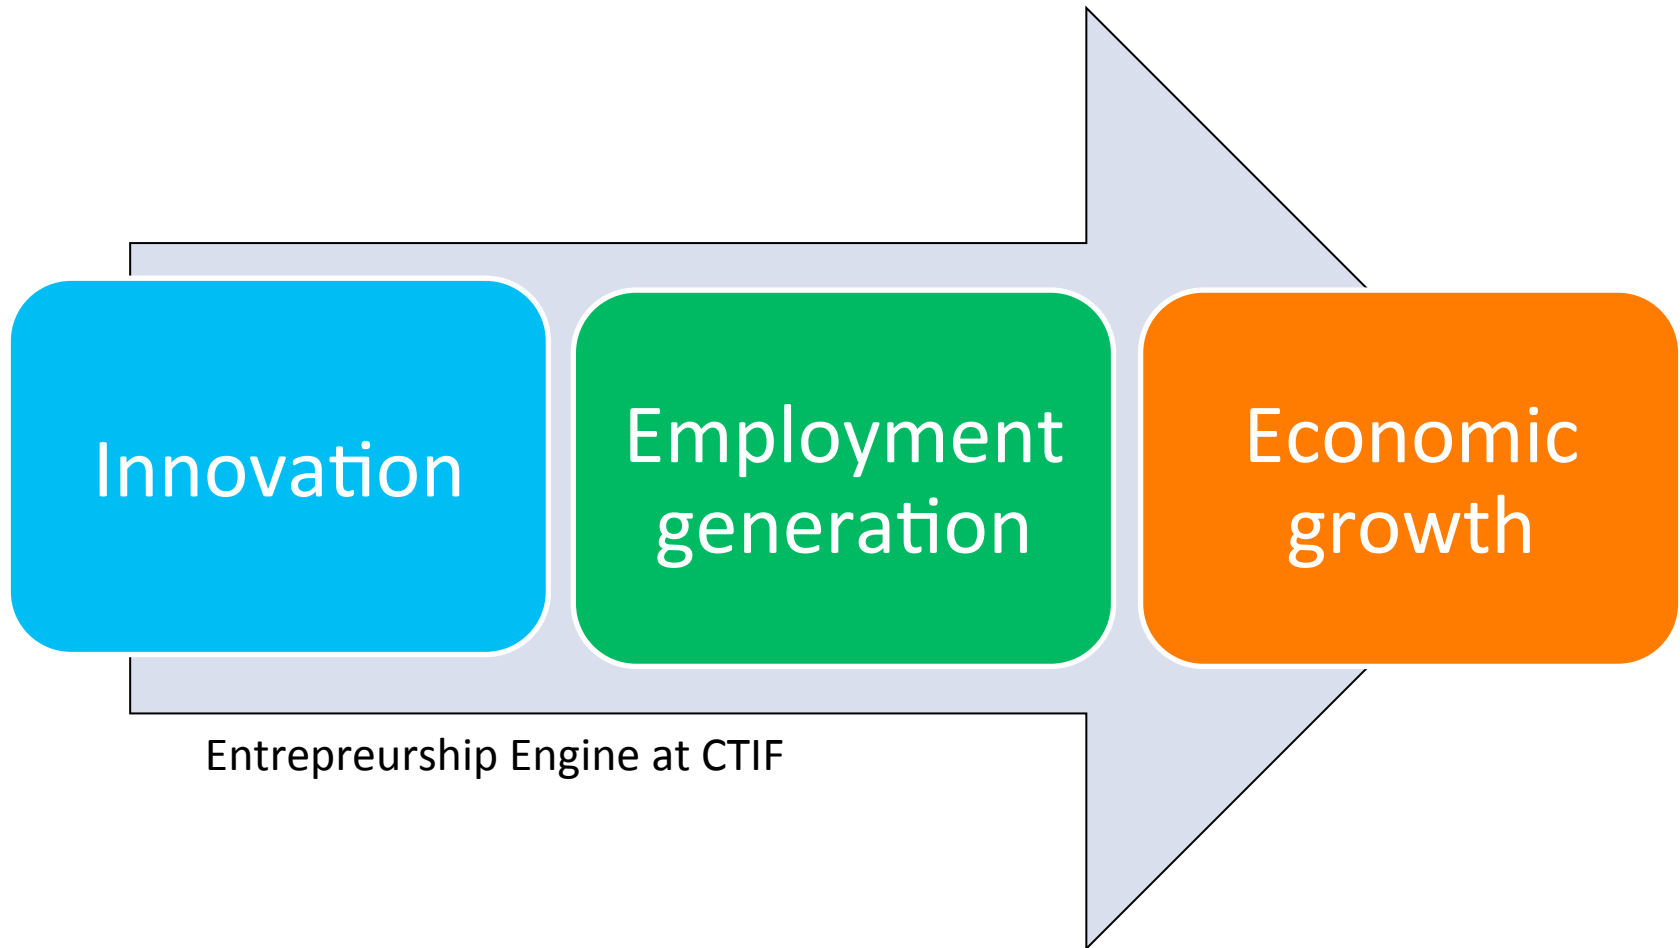 Innovation
Employment
generation
Economic
growth
Entrepreurship Engine at CTIF